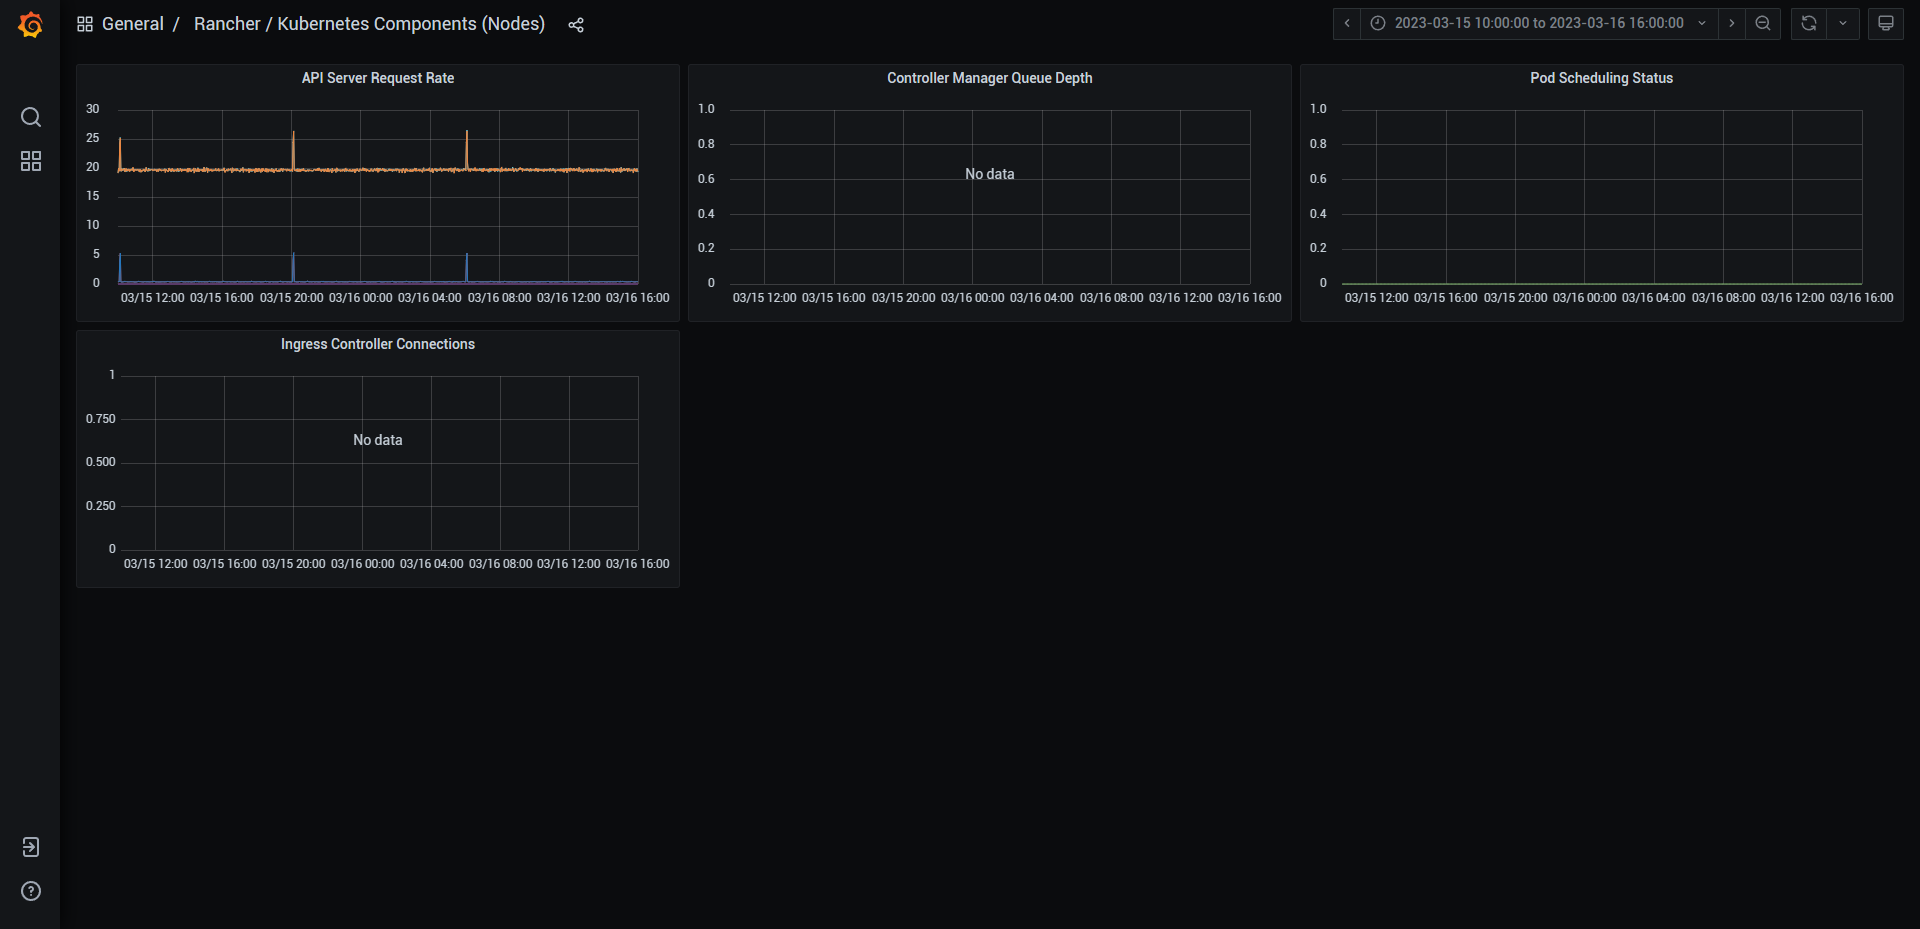 General / Rancher / Kubernetes Components (Nodes)
2023-03-15 10:00:00 to 2023-03-16 16:00:00
API Server Request Rate
30
25
20
15
10
5
0
03/15 12:00 03/15 16:00 03/15 20:00 03/16 00:00 03/16 04:00 03/16 08:00 03/16 12:00 03/16 16:00
Controller Manager Queue Depth
1.0
0.8
0.6
0.4
0.2
0
No data
03/15 12:00 03/15 16:00 03/15 20:00 03/16 00:00 03/16 04:00 03/16 08:00 03/16 12:00 03/16 16:00
Pod Scheduling Status
1.0
0.8
0.6
0.4
0.2
0
03/15 12:00 03/15 16:00 03/15 20:00 03/16 00:00 03/16 04:00 03/16 08:00 03/16 12:00 03/16 16:00
Ingress Controller Connections
1
0.750
0.500
0.250
0
No data
03/15 12:00 03/15 16:00 03/15 20:00 03/16 00:00 03/16 04:00 03/16 08:00 03/16 12:00 03/16 16:00